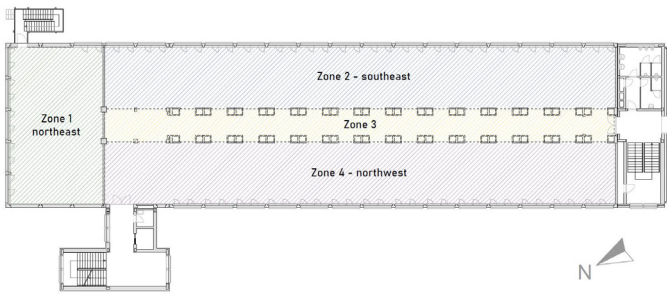 Zone 2 - southeast
Zone 1
northeast
Zone 3
Zone 4 - northwest
N